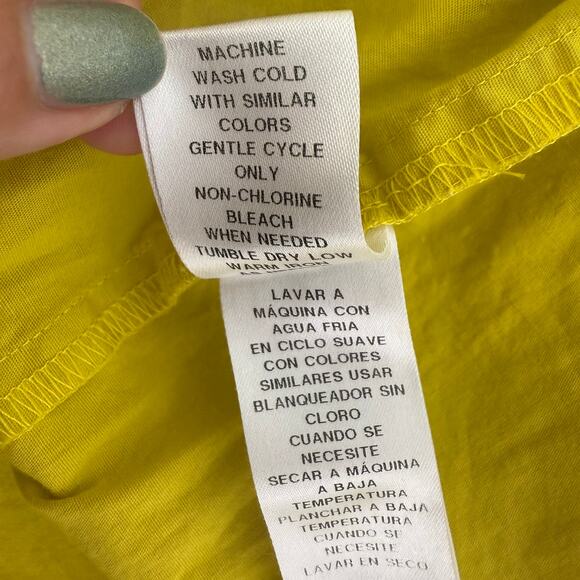 MACHINE
WASH COLD
WITH SIMILAR
COLORS
GENTLE CYCLE
ONLY
NON-CHLORINE
BLEACH
WHEN NEEDED
TUMBLE DRY LOW
WARM IRON
LAVAR A
MÁQUINA CON
AGUA FRIA
EN CICLO SUAVE
CON COLORES
SIMILARES USAR
BLANQUEADOR SIN
CLORO
CUANDO SE
NECESITE
SECAR A MÁQUINA
A BAJA
TEMPERATURA
PLANCHAR A BAJA
TEMPERATURA
CUANDO SE
NECESITE
LAVAR EN SECO